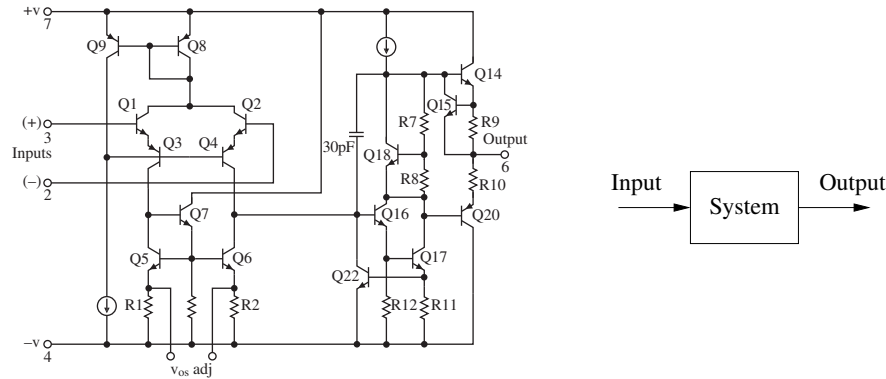 +v
7
Q9
Q8
Q14
Q1
Q2
Q15
(+)
3
R7
R9
Q3
Q4
30pF
Output
6
Inputs
Q18
(−)
2
R8
R10
Q7
Q16
Q20
Q5
Q6
Q22
Q17
R1
R2
R12
R11
−v
4
vos adj
Input
System
Output